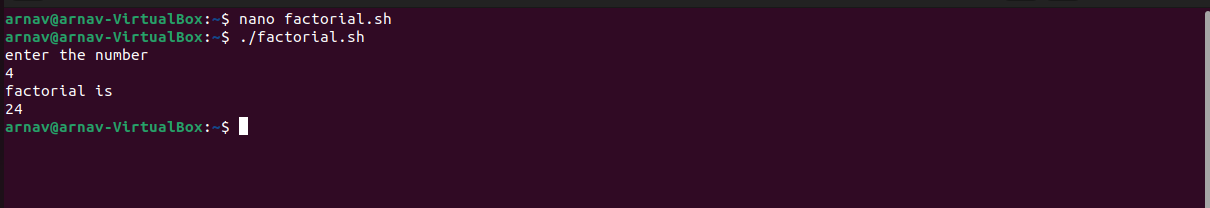 arnav@arnav-VirtualBox:~$ nano factorial.sh
arnav@arnav-VirtualBox:~$ ./factorial.sh
enter the number
4
factorial is
24
arnav@arnav-VirtualBox:~$